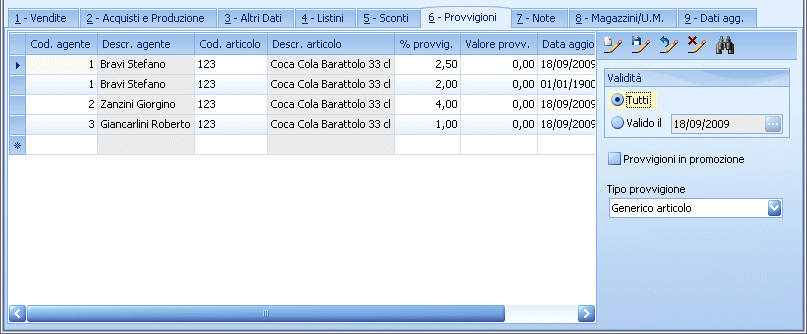 1 - Vendite 2 - Acquisti e Produzione 3 - Altri Dati 4 - Listini 5 - Sconti 6 - Provvigioni 7 - Note 8 - Magazzini/U.M. 9 - Dati agg.
Cod. agente Descr. agente Cod. articolo Descr. articolo % provvig. Valore provv. Data aggio
1 Bravi Stefano 123 Coca Cola Barattolo 33 cl 2,50 0,00 18/09/2009
1 Bravi Stefano 123 Coca Cola Barattolo 33 cl 2,00 0,00 01/01/1900
2 Zanzini Giorgino 123 Coca Cola Barattolo 33 cl 4,00 0,00 18/09/2009
3 Giancarlini Roberto 123 Coca Cola Barattolo 33 cl 1,00 0,00 18/09/2009
Validità
Tutti
Valido il 18/09/2009
Provvigioni in promozione
Tipo provvigione
Generico articolo